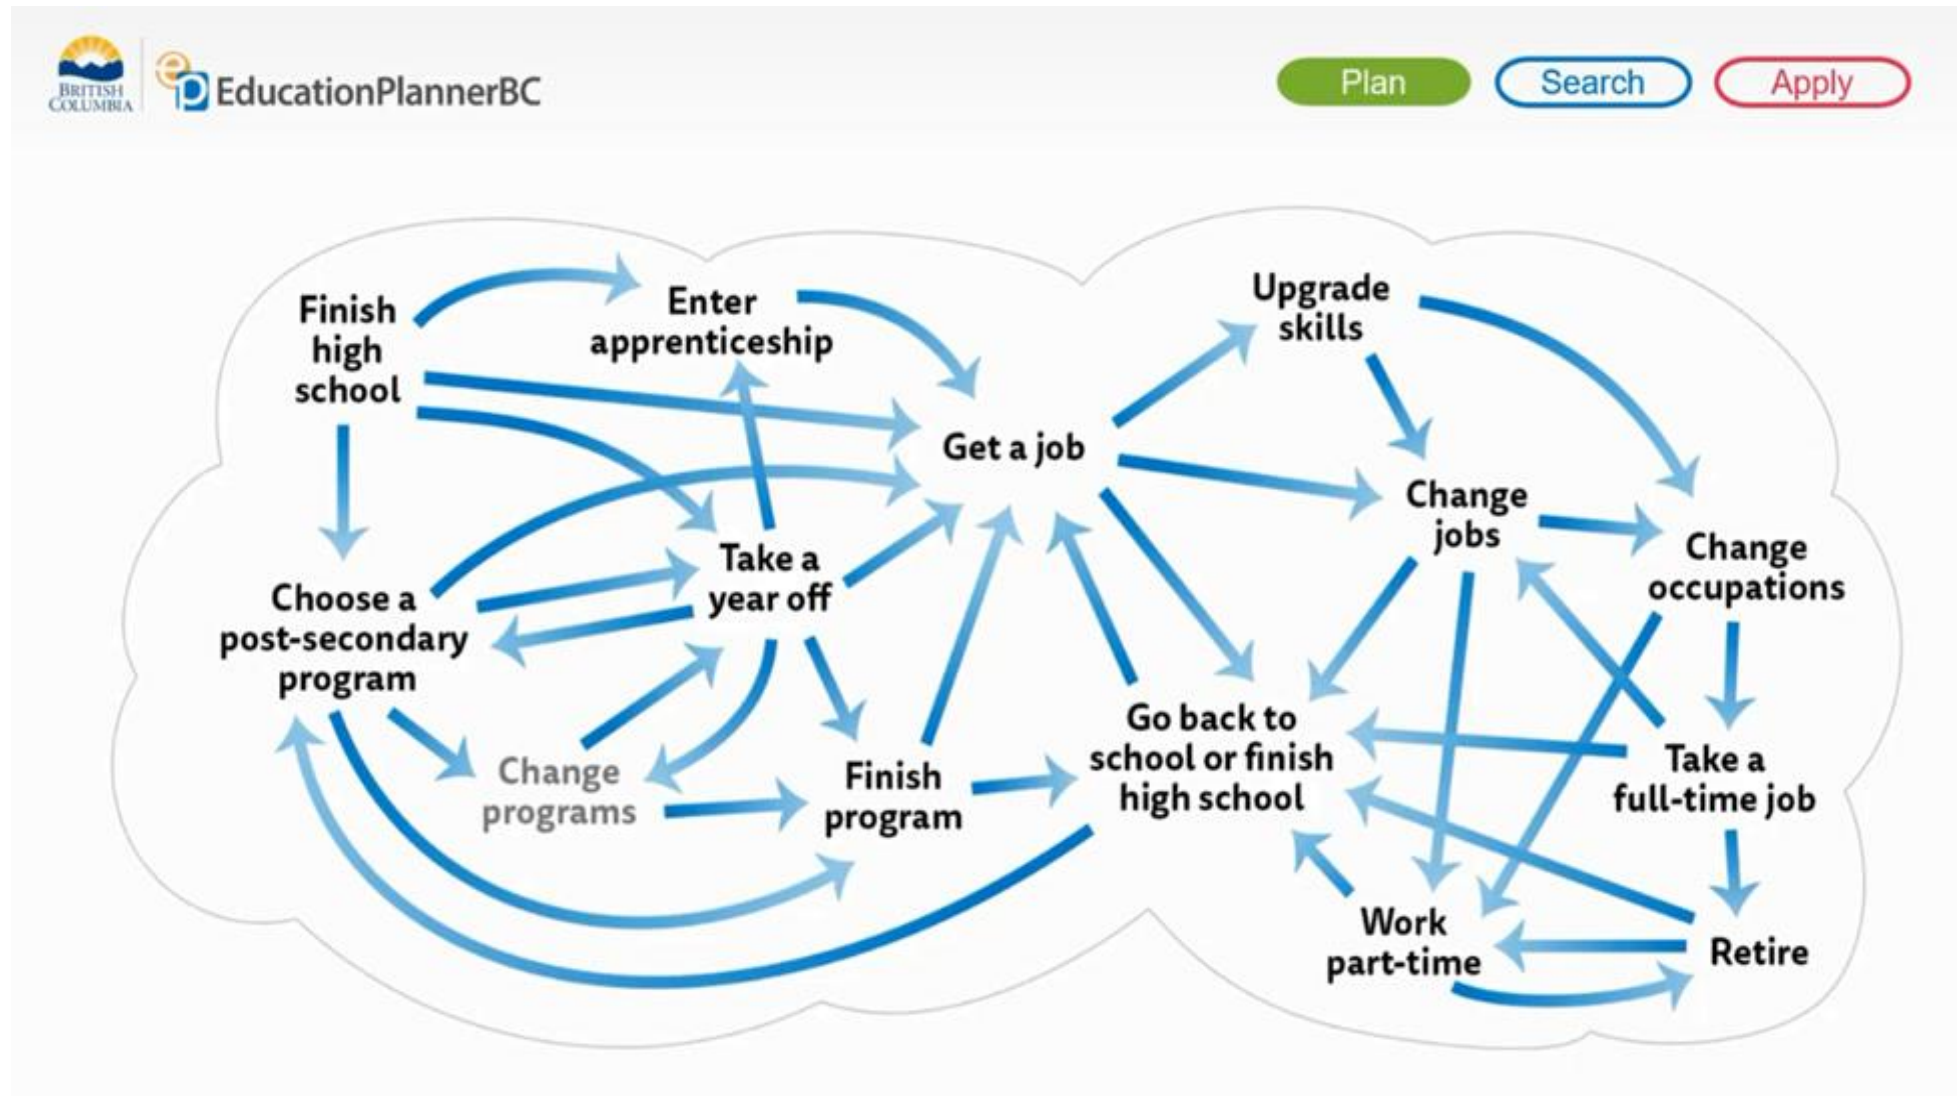 BRITISH
COLUMBIA
ep EducationPlannerBC
Plan
Search
Apply
Finish
high
school
Enter
apprenticeship
Get a job
Upgrade
skills
Change
jobs
Change
occupations
Choose a
post-secondary
program
Take a
year off
Change
programs
Finish
program
Go back to
school or finish
high school
Take a
full-time job
Work
part-time
Retire